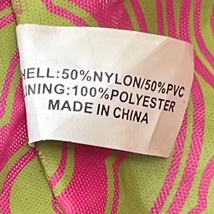 HELL:50%NYLON/50%PVC
NING:100%POLYESTER
MADE IN CHINA